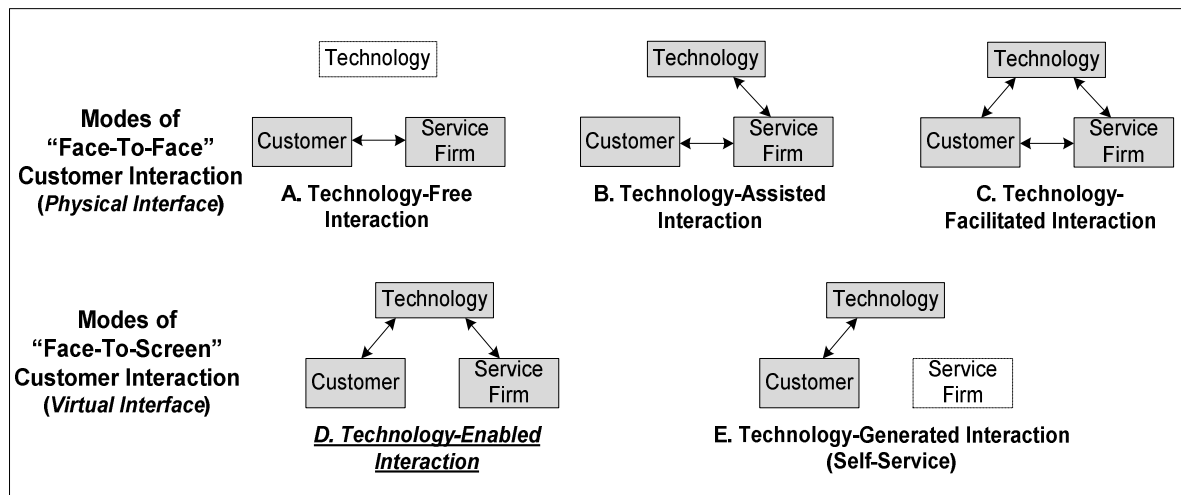 Technology
Customer
Service
Firm
A. Technology-Free
Interaction
Technology
Customer
Service
Firm
B. Technology-Assisted
Interaction
Technology
Customer
Service
Firm
C. Technology-
Facilitated Interaction
Modes of
“Face-To-Face”
Customer Interaction
(Physical Interface)
Technology
Customer
Service
Firm
D. Technology-Enabled
Interaction
Technology
Customer
Service
Firm
E. Technology-Generated Interaction
(Self-Service)
Modes of
“Face-To-Screen”
Customer Interaction
(Virtual Interface)